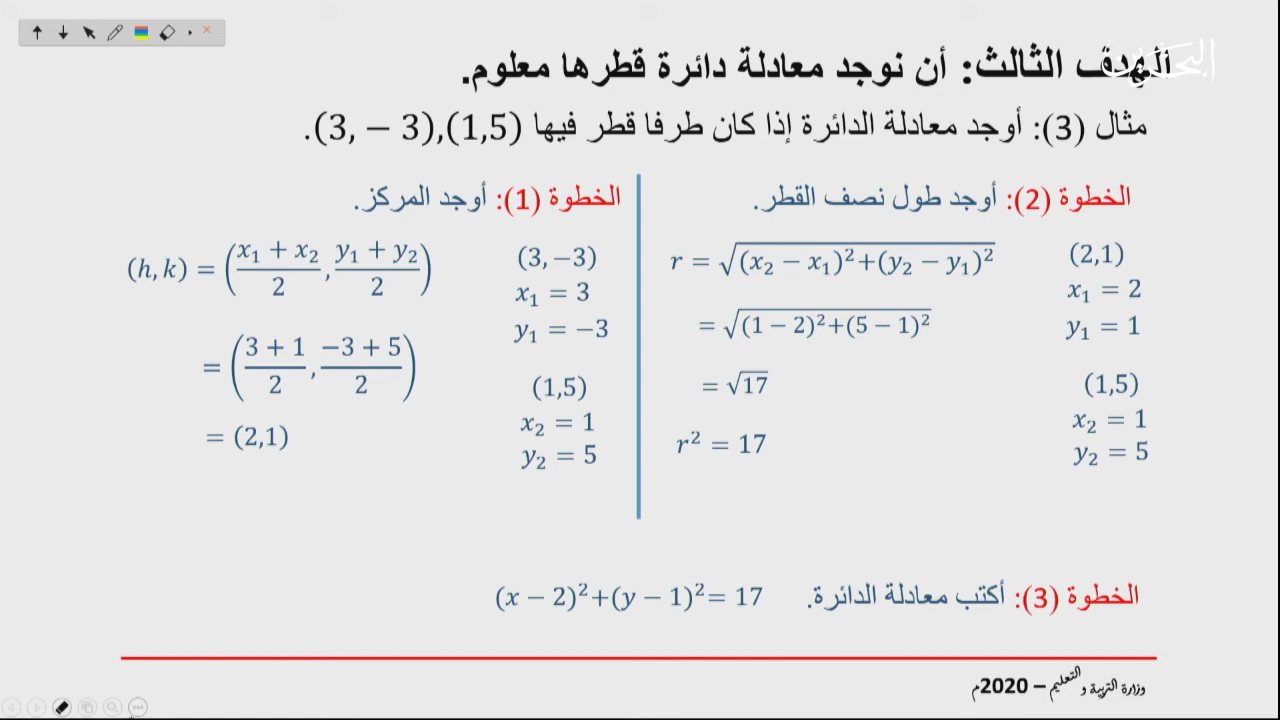 الهدف الثالث: أن نوجد معادلة دائرة قطرها معلوم.
البحرين
مثال (3): أوجد معادلة الدائرة إذا كان طرفا قطر فيها (1,5),(3, − 3).
الخطوة (1): أوجد المركز.
(h, k) = ((x₁ + x₂)/2, (y₁ + y₂)/2)
= ((3 + 1)/2, (−3 + 5)/2)
= (2,1)
(3, −3)
x₁ = 3
y₁ = −3
(1,5)
x₂ = 1
y₂ = 5
الخطوة (2): أوجد طول نصف القطر.
r = √((x₂ − x₁)²+(y₂ − y₁)²)
= √((1 − 2)²+(5 − 1)²)
= √17
r² = 17
(2,1)
x₁ = 2
y₁ = 1
(1,5)
x₂ = 1
y₂ = 5
الخطوة (3): أكتب معادلة الدائرة. (x − 2)²+(y − 1)²= 17
وزارة التربية و التعليم – 2020م